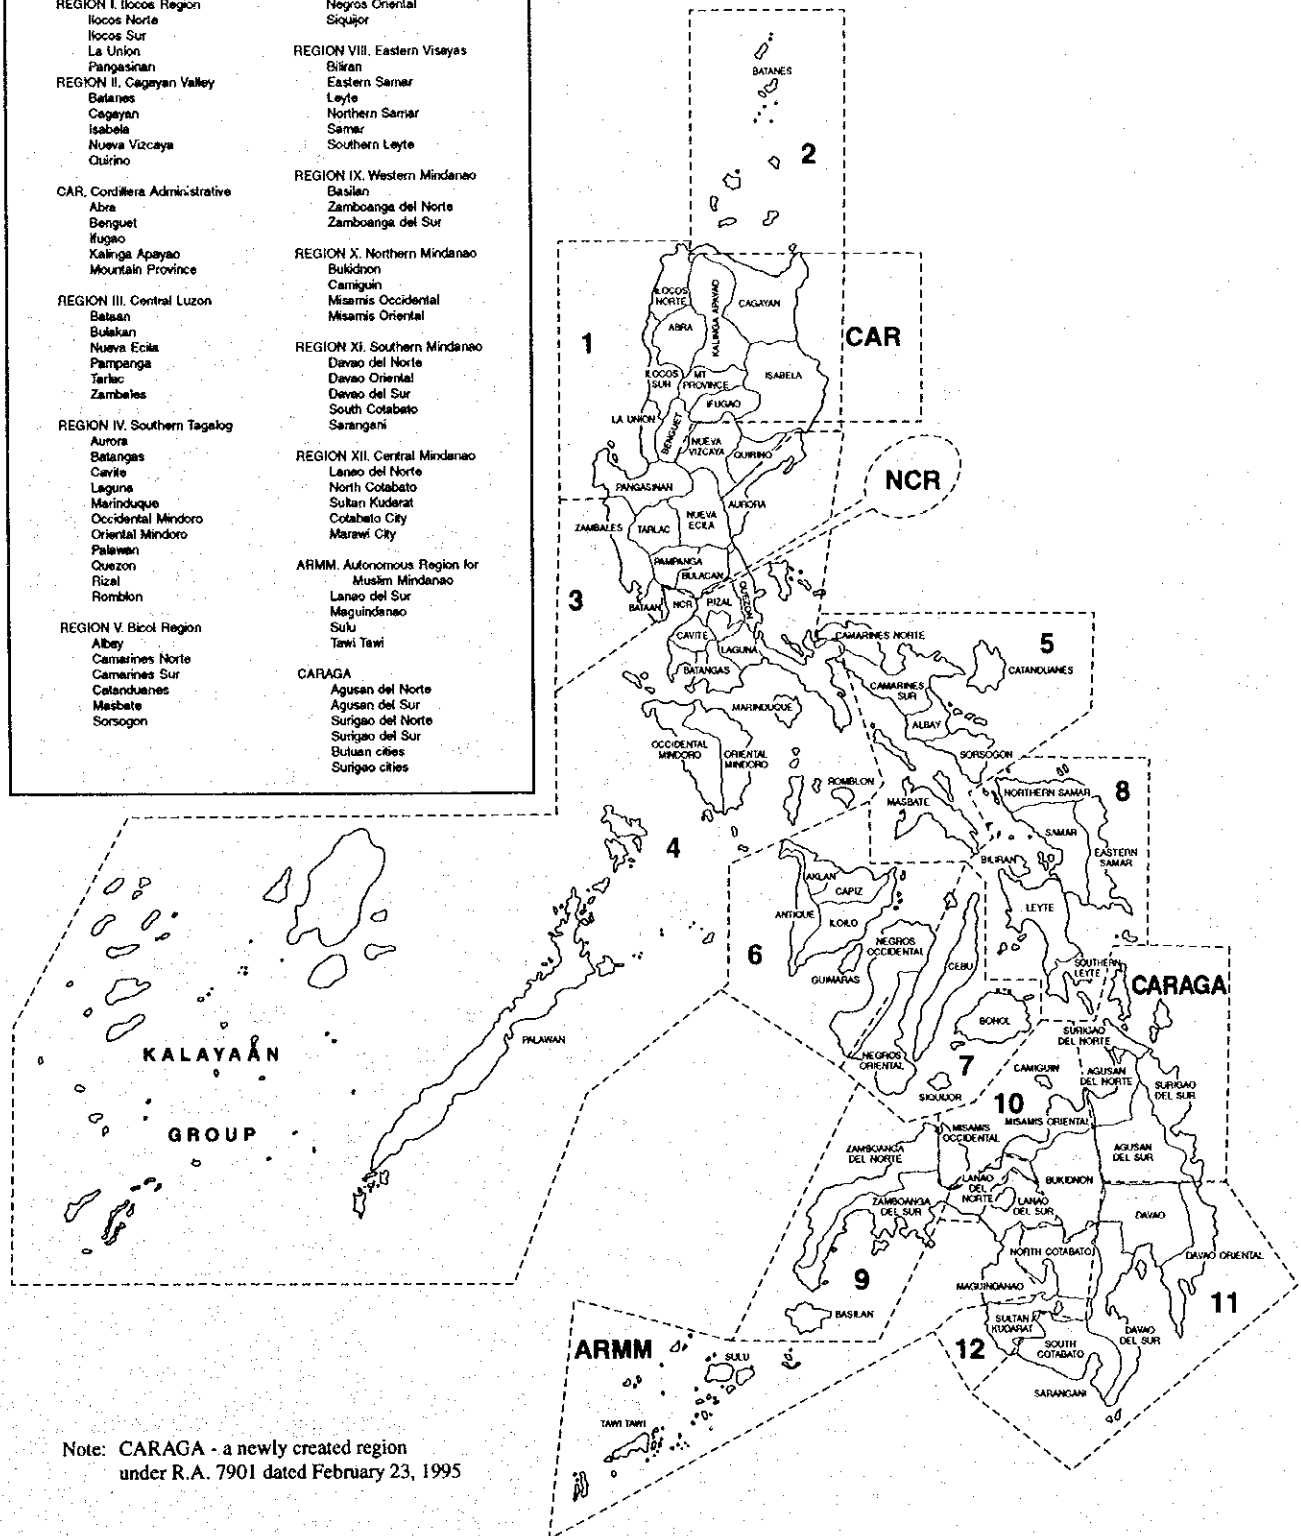 REGION I. Ilocos Region
Ilocos Norte
Ilocos Sur
La Union
Pangasinan
REGION II. Cagayan Valley
Batanes
Cagayan
Isabela
Nueva Vizcaya
Quirino
CAR. Cordillera Administrative
Abra
Benguet
Ifugao
Kalinga Apayao
Mountain Province
REGION III. Central Luzon
Bataan
Bulakan
Nueva Ecila
Pampanga
Tarlac
Zambales
REGION IV. Southern Tagalog
Aurora
Batangas
Cavite
Laguna
Marinduque
Occidental Mindoro
Oriental Mindoro
Palawan
Quezon
Rizal
Romblon
REGION V. Bicol Region
Albay
Camarines Norte
Camarines Sur
Catanduanes
Masbate
Sorsogon
Negros Oriental
Siquijor
REGION VIII. Eastern Visayas
Biliran
Eastern Samar
Leyte
Northern Samar
Samar
Southern Leyte
REGION IX. Western Mindanao
Basilan
Zamboanga del Norte
Zamboanga del Sur
REGION X. Northern Mindanao
Bukidnon
Camiguin
Misamis Occidental
Misamis Oriental
REGION XI. Southern Mindanao
Davao del Norte
Davao Oriental
Davao del Sur
South Cotabato
Sarangani
REGION XII. Central Mindanao
Lanao del Norte
North Cotabato
Sultan Kudarat
Cotabato City
Marawi City
ARMM. Autonomous Region for
Muslim Mindanao
Lanao del Sur
Maguindanao
Sulu
Tawi Tawi
CARAGA
Agusan del Norte
Agusan del Sur
Surigao del Norte
Surigao del Sur
Butuan cities
Surigao cities
BATANES
2
ILOCOS
NORTE
KALINGA APAYAO
CAGAYAN
ABRA
1
CAR
ILOCOS
SUR
MT
PROVINCE
ISABELA
IFUGAO
LA UNION
BENGUET
NUEVA
VIZCAYA
QUIRINO
NCR
PANGASINAN
AURORA
ZAMBALES
TARLAC
NUEVA
ECILA
PAMPANGA
BULACAN
3
BATAAN
NCR
RIZAL
QUEZON
CAVITE
LAGUNA
BATANGAS
CAMARINES NORTE
5
CATANDUANES
CAMARINES
SUR
MARINDUQUE
ALBAY
OCCIDENTAL
MINDORO
ORIENTAL
MINDORO
SORSOGON
ROMBLON
MASBATE
NORTHERN SAMAR
8
SAMAR
4
BILIRAN
EASTERN
SAMAR
AKLAN
CAPIZ
LEYTE
ANTIQUE
ILOILO
NEGROS
OCCIDENTAL
6
CEBU
GUIMARAS
SOUTHERN
LEYTE
CARAGA
BOHOL
SURIGAO
DEL NORTE
PALAWAN
KALAYAAN
GROUP
NEGROS
ORIENTAL
7
SIQUIJOR
CAMIGUIN
AGUSAN
DEL NORTE
SURIGAO
DEL SUR
10
MISAMIS ORIENTAL
MISAMIS
OCCIDENTAL
ZAMBOANGA
DEL NORTE
AGUSAN
DEL SUR
LANAO
DEL
NORTE
BUKIDNON
ZAMBOANGA
DEL SUR
LANAO
DEL SUR
DAVAO
NORTH COTABATO
DAVAO ORIENTAL
9
MAGUINDANAO
11
BASILAN
SULTAN
KUDARAT
DAVAO
DEL SUR
12
SOUTH
COTABATO
SARANGANI
ARMM
SULU
TAWI TAWI
Note: CARAGA - a newly created region
under R.A. 7901 dated February 23, 1995